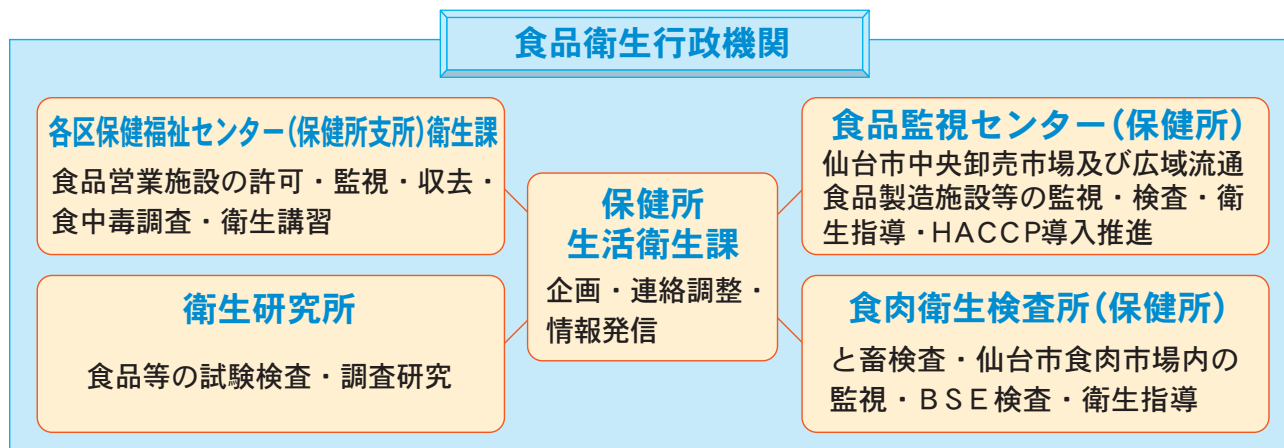 食品衛生行政機関
各区保健福祉センター(保健所支所)衛生課
食品営業施設の許可・監視・収去・
食中毒調査・衛生講習
衛生研究所
食品等の試験検査・調査研究
保健所
生活衛生課
企画・連絡調整・
情報発信
食品監視センター(保健所)
仙台市中央卸売市場及び広域流通
食品製造施設等の監視・検査・衛
生指導・HACCP導入推進
食肉衛生検査所(保健所)
と畜検査・仙台市食肉市場内の
監視・BSE検査・衛生指導